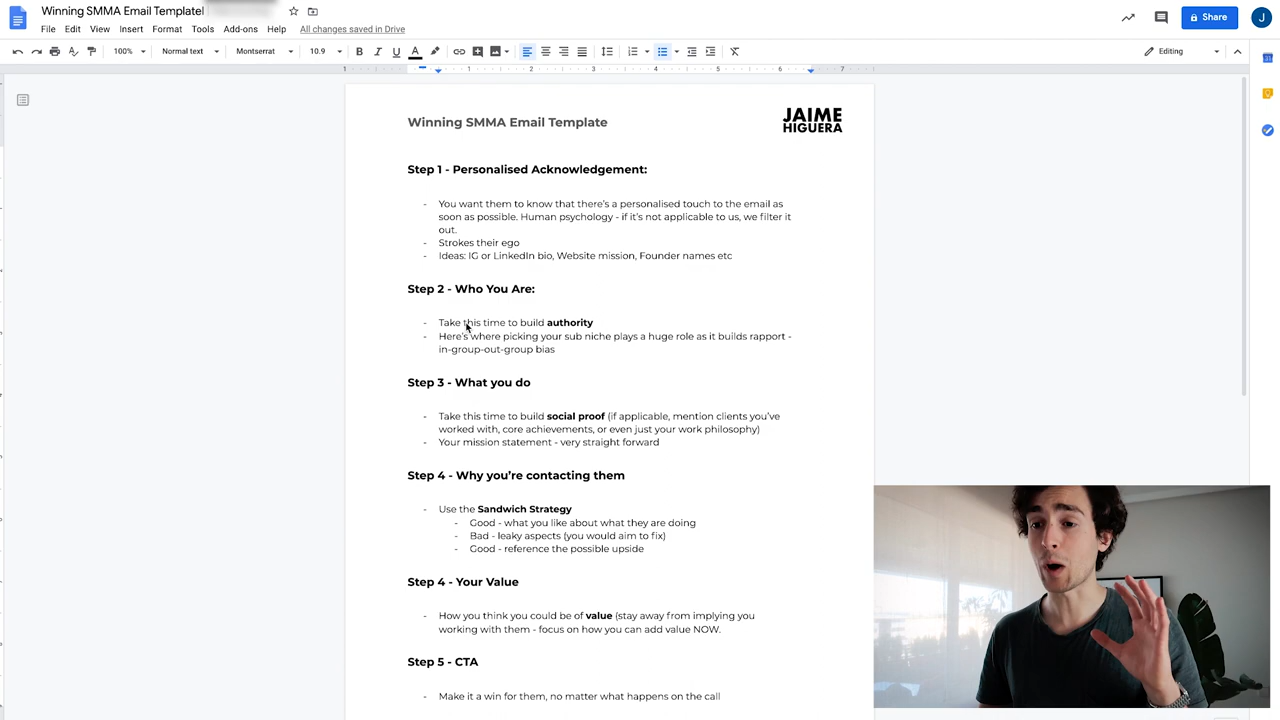 Winning SMMA Email Template!
File Edit View Insert Format Tools Add-ons Help All changes saved in Drive
Share
J
100% Normal text Montserrat 10.9 B I U A Editing
1 1 2 3 4 5 6 7
Winning SMMA Email Template
JAIME
HIGUERA
Step 1 - Personalised Acknowledgement:
- You want them to know that there's a personalised touch to the email as
soon as possible. Human psychology - if it's not applicable to us, we filter it
out.
- Strokes their ego
- Ideas: IG or LinkedIn bio, Website mission, Founder names etc
Step 2 - Who You Are:
- Take this time to build authority
- Here's where picking your sub niche plays a huge role as it builds rapport -
in-group-out-group bias
Step 3 - What you do
- Take this time to build social proof (if applicable, mention clients you've
worked with, core achievements, or even just your work philosophy)
- Your mission statement - very straight forward
Step 4 - Why you're contacting them
- Use the Sandwich Strategy
- Good - what you like about what they are doing
- Bad - leaky aspects (you would aim to fix)
- Good - reference the possible upside
Step 4 - Your Value
- How you think you could be of value (stay away from implying you
working with them - focus on how you can add value NOW.
Step 5 - CTA
- Make it a win for them, no matter what happens on the call